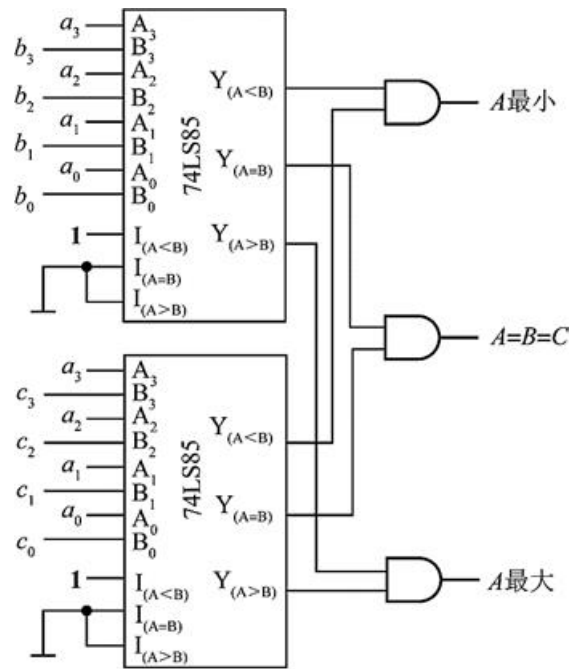 a₃ A₃
b₃ B₃
a₂ A₂
b₂ B₂
a₁ A₁
b₁ B₁
a₀ A₀
b₀ B₀
1 I(A<B)
I(A=B)
I(A>B)
74LS85
Y(A<B)
Y(A=B)
Y(A>B)
A最小
A=B=C
a₃ A₃
c₃ B₃
a₂ A₂
c₂ B₂
a₁ A₁
c₁ B₁
a₀ A₀
c₀ B₀
1 I(A<B)
I(A=B)
I(A>B)
74LS85
Y(A<B)
Y(A=B)
Y(A>B)
A最大